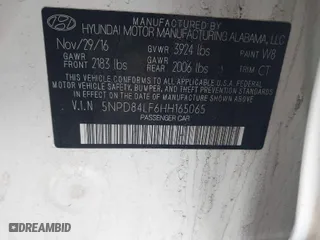 MANUFACTURED BY
HYUNDAI MOTOR MANUFACTURING ALABAMA, LLC
Nov/29/16 GVWR 3924 lbs PAINT W8
GAWR FRONT 2183 lbs GAWR REAR 2006 lbs TRIM CT
THIS VEHICLE CONFORMS TO ALL APPLICABLE FEDERAL
MOTOR VEHICLE SAFETY, BUMPER, AND THEFT PREVENTION
STANDARDS IN EFFECT ON THE DATE OF MANUFACTURE
SHOWN ABOVE.
V.I.N 5NPD84LF6HH165065
PASSENGER CAR